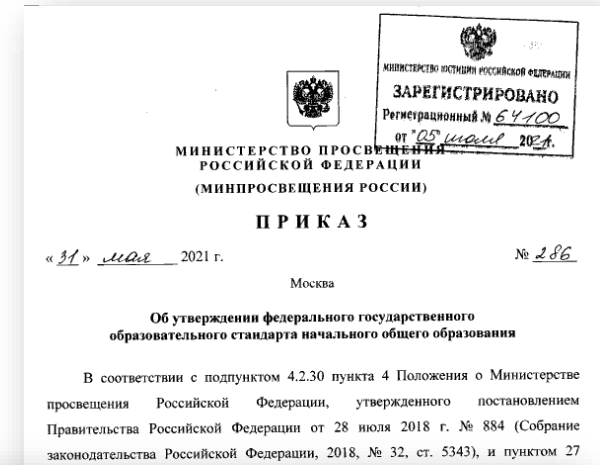 МИНИСТЕРСТВО ЮСТИЦИИ РОССИЙСКОЙ ФЕДЕРАЦИИ
ЗАРЕГИСТРИРОВАНО
Регистрационный № 64100
от "05" июля 2021.
МИНИСТЕРСТВО ПРОСВЕЩЕНИЯ
РОССИЙСКОЙ ФЕДЕРАЦИИ
(МИНПРОСВЕЩЕНИЯ РОССИИ)
ПРИКАЗ
« 31 » мая 2021 г.
№ 286
Москва
Об утверждении федерального государственного
образовательного стандарта начального общего образования
В соответствии с подпунктом 4.2.30 пункта 4 Положения о Министерстве
просвещения Российской Федерации, утвержденного постановлением
Правительства Российской Федерации от 28 июля 2018 г. № 884 (Собрание
законодательства Российской Федерации, 2018, № 32, ст. 5343), и пунктом 27